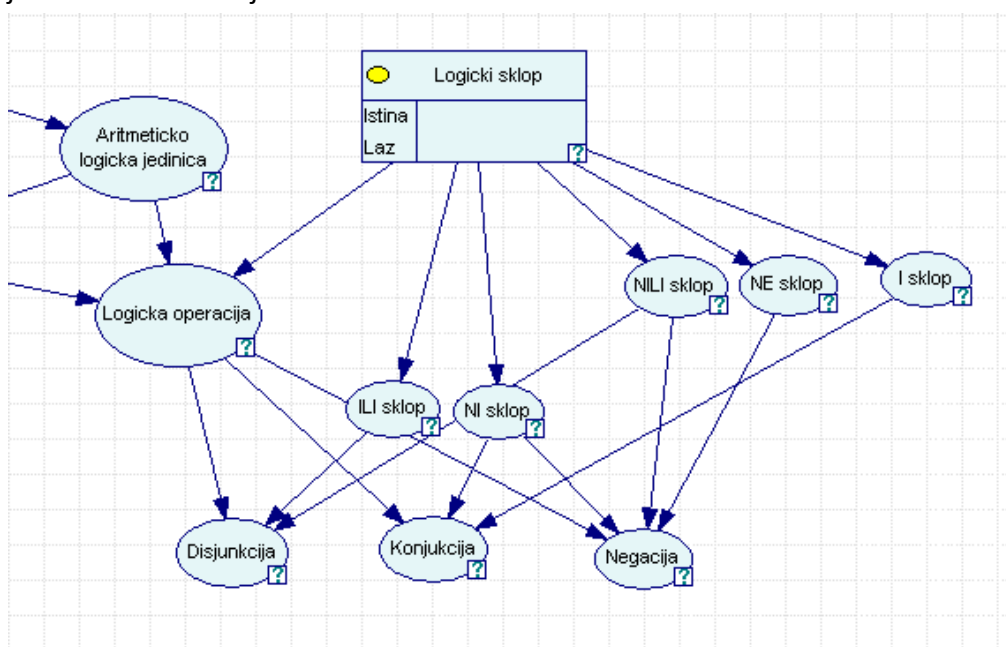 Logicki sklop
Istina
Laz
?
Aritmeticko
logicka jedinica
?
Logicka operacija
?
NILI sklop
?
NE sklop
?
I sklop
?
ILI sklop
?
NI sklop
?
Disjunkcija
?
Konjukcija
?
Negacija
?